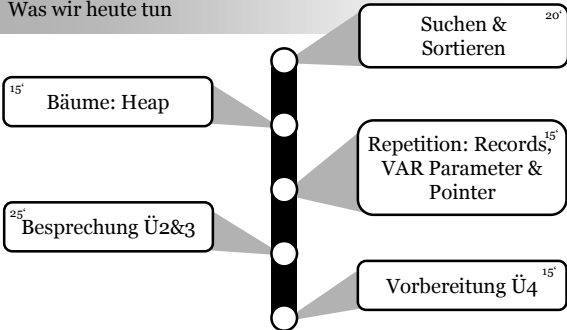 Was wir heute tun
20‘
Suchen &
Sortieren
15‘
Bäume: Heap
15‘
Repetition: Records,
VAR Parameter &
Pointer
25‘
Besprechung Ü2&3
15‘
Vorbereitung Ü4